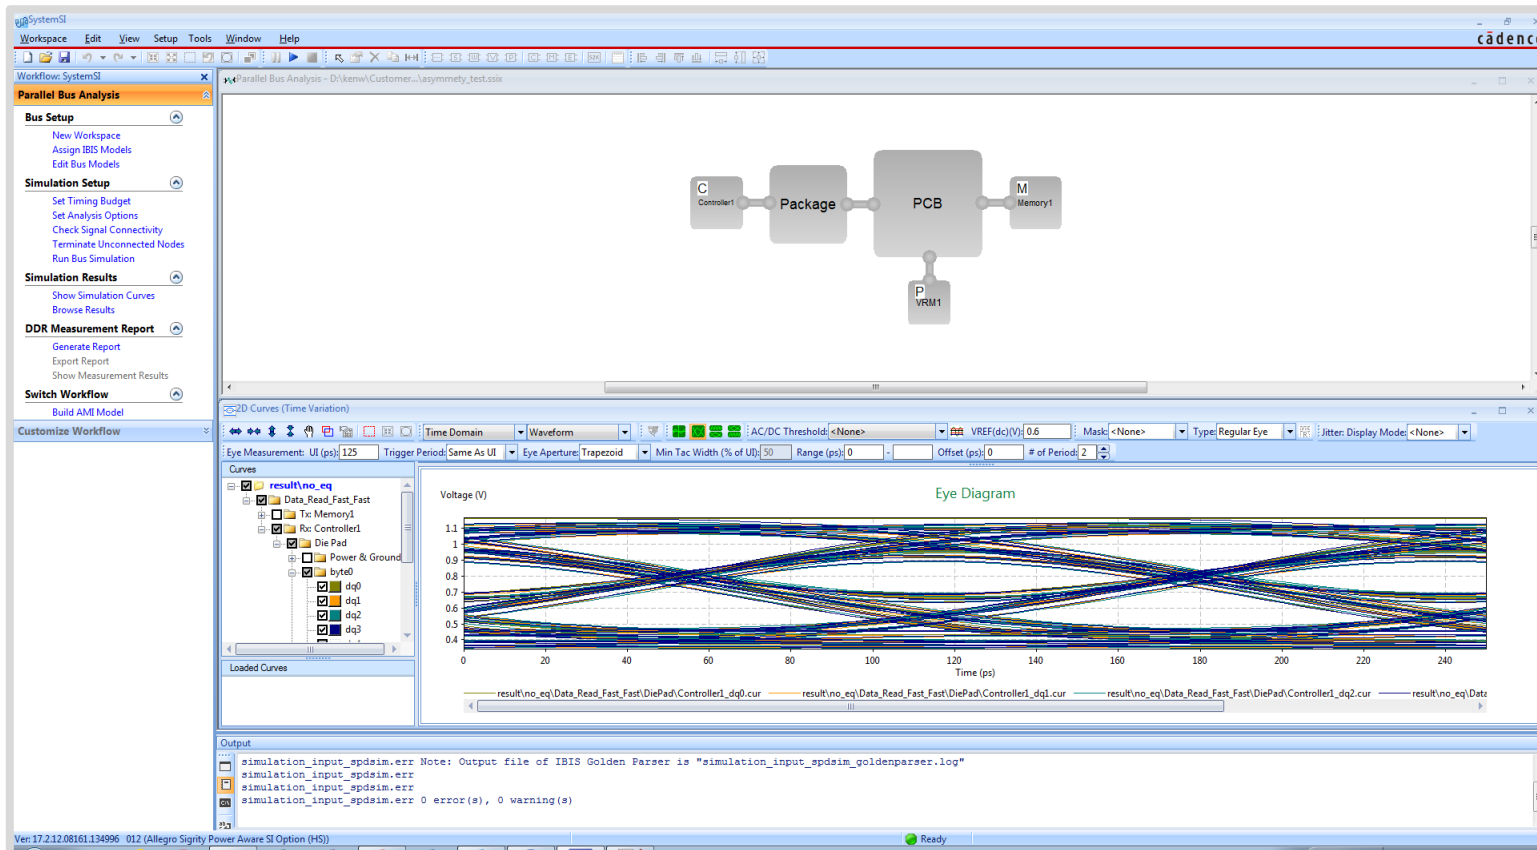 SystemSI
Workspace Edit View Setup Tools Window Help
cādence
Workflow: SystemSI
Parallel Bus Analysis
Bus Setup
New Workspace
Assign IBIS Models
Edit Bus Models
Simulation Setup
Set Timing Budget
Set Analysis Options
Check Signal Connectivity
Terminate Unconnected Nodes
Run Bus Simulation
Simulation Results
Show Simulation Curves
Browse Results
DDR Measurement Report
Generate Report
Export Report
Show Measurement Results
Switch Workflow
Build AMI Model
Customize Workflow
Parallel Bus Analysis - D:\kenw\Customer...\asymmety_test.ssix
C
Controller1
Package
PCB
M
Memory1
P
VRM1
2D Curves (Time Variation)
Time Domain Waveform AC/DC Threshold: <None> VREF(dc)(V): 0.6 Mask: <None> Type: Regular Eye Jitter: Display Mode: <None>
Eye Measurement: UI (ps): 125 Trigger Period: Same As UI Eye Aperture: Trapezoid Min Tac Width (% of UI): 50 Range (ps): 0 - Offset (ps): 0 # of Period: 2
Curves
result\no_eq
Data_Read_Fast_Fast
Tx: Memory1
Rx: Controller1
Die Pad
Power & Ground
byte0
dq0
dq1
dq2
dq3
Loaded Curves
Voltage (V)
Eye Diagram
1.1
1
0.9
0.8
0.7
0.6
0.5
0.4
0 20 40 60 80 100 120 140 160 180 200 220 240
Time (ps)
result\no_eq\Data_Read_Fast_Fast\DiePad\Controller1_dq0.cur result\no_eq\Data_Read_Fast_Fast\DiePad\Controller1_dq1.cur result\no_eq\Data_Read_Fast_Fast\DiePad\Controller1_dq2.cur result\no_eq\Data
Output
simulation_input_spdsim.err Note: Output file of IBIS Golden Parser is "simulation_input_spdsim_goldenparser.log"
simulation_input_spdsim.err
simulation_input_spdsim.err
simulation_input_spdsim.err 0 error(s), 0 warning(s)
Ver: 17.2.12.08161.134996 012 (Allegro Sigrity Power Aware SI Option (HS))
Ready